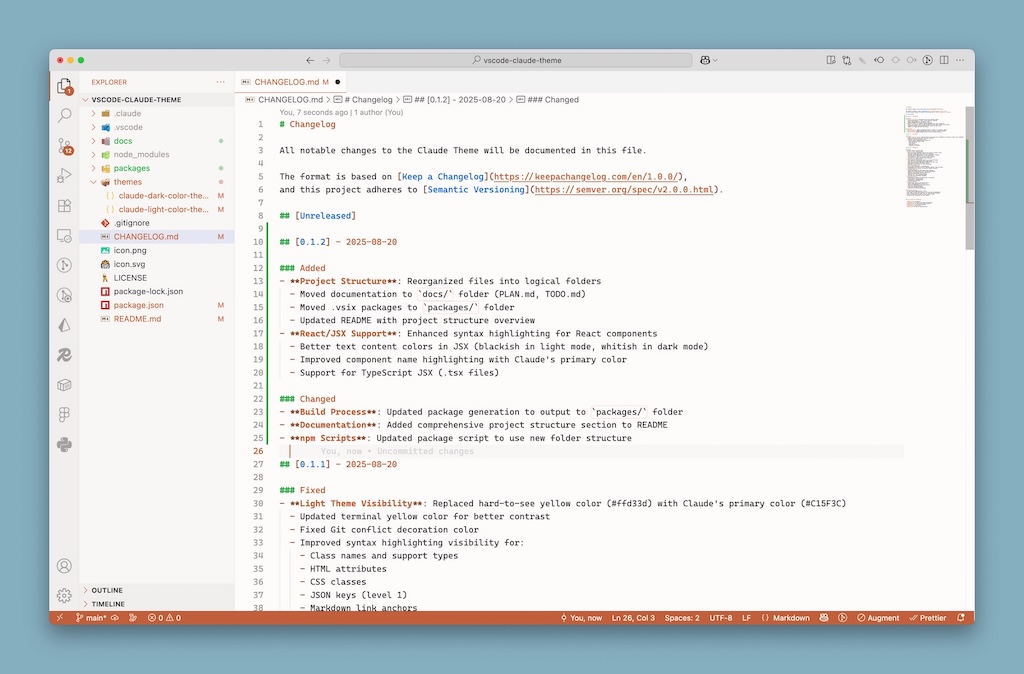 vscode-claude-theme
EXPLORER
VSCODE-CLAUDE-THEME
.claude
.vscode
docs
node_modules
packages
themes
claude-dark-color-the... M
claude-light-color-the... M
.gitignore
CHANGELOG.md M
icon.png
icon.svg
LICENSE
package-lock.json
package.json M
README.md M
OUTLINE
TIMELINE
1
12
CHANGELOG.md M
CHANGELOG.md > # Changelog > ## [0.1.2] - 2025-08-20 > ### Changed
You, 7 seconds ago | 1 author (You)
1 # Changelog
2
3 All notable changes to the Claude Theme will be documented in this file.
4
5 The format is based on [Keep a Changelog](https://keepachangelog.com/en/1.0.0/),
6 and this project adheres to [Semantic Versioning](https://semver.org/spec/v2.0.0.html).
7
8 ## [Unreleased]
9
10 ## [0.1.2] - 2025-08-20
11
12 ### Added
13 - **Project Structure**: Reorganized files into logical folders
14 - Moved documentation to `docs/` folder (PLAN.md, TODO.md)
15 - Moved .vsix packages to `packages/` folder
16 - Updated README with project structure overview
17 - **React/JSX Support**: Enhanced syntax highlighting for React components
18 - Better text content colors in JSX (blackish in light mode, whitish in dark mode)
19 - Improved component name highlighting with Claude's primary color
20 - Support for TypeScript JSX (.tsx files)
21
22 ### Changed
23 - **Build Process**: Updated package generation to output to `packages/` folder
24 - **Documentation**: Added comprehensive project structure section to README
25 - **npm Scripts**: Updated package script to use new folder structure
26 You, now • Uncommitted changes
27 ## [0.1.1] - 2025-08-20
28
29 ### Fixed
30 - **Light Theme Visibility**: Replaced hard-to-see yellow color (#ffd33d) with Claude's primary color (#C15F3C)
31 - Updated terminal yellow color for better contrast
32 - Fixed Git conflict decoration color
33 - Improved syntax highlighting visibility for:
34 - Class names and support types
35 - HTML attributes
36 - CSS classes
37 - JSON keys (level 1)
38 - Markdown link anchors
main* 0 0 You, now Ln 26, Col 3 Spaces: 2 UTF-8 LF Markdown Augment Prettier